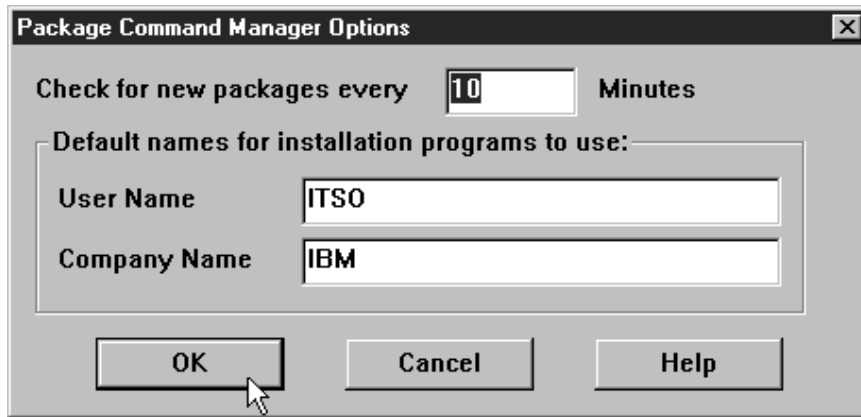 Package Command Manager Options
Check for new packages every 10 Minutes
Default names for installation programs to use:
User Name ITSO
Company Name IBM
OK Cancel Help